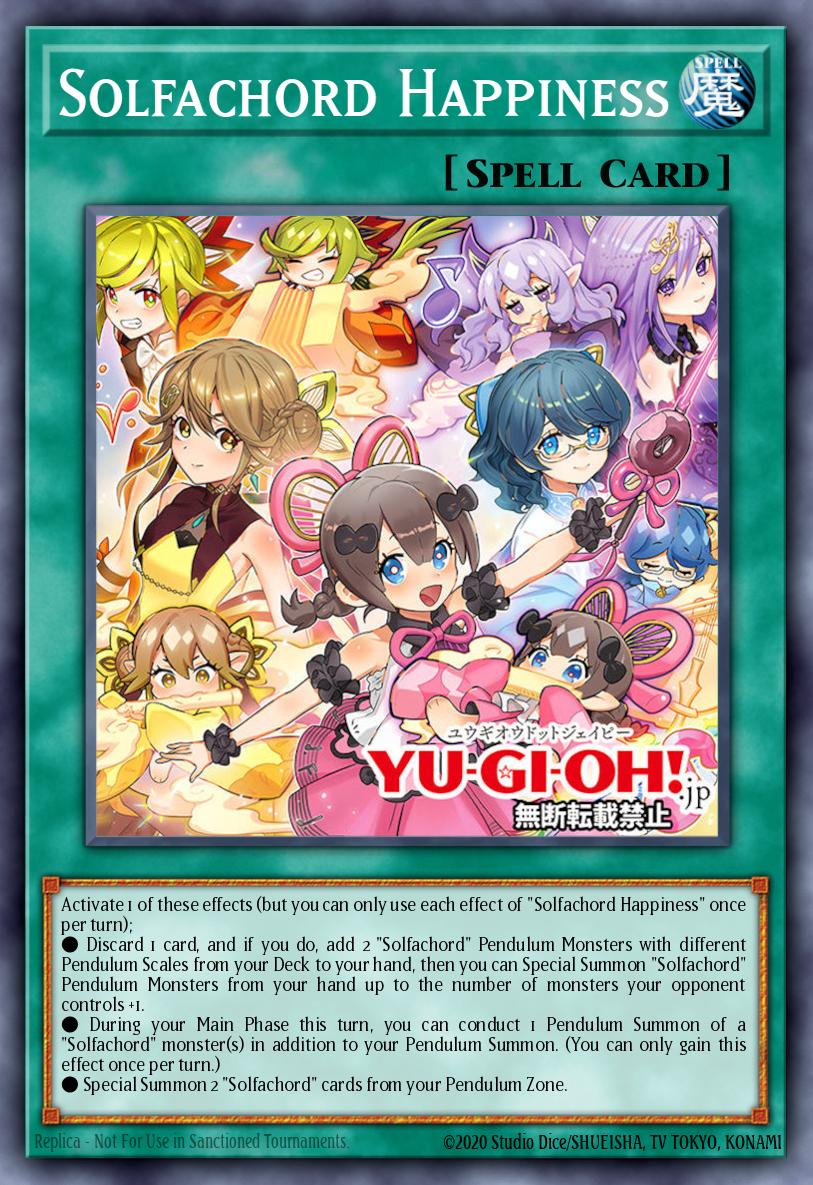 Solfachord Happiness
SPELL
魔
[ Spell Card ]
ユウギオウドットジェイピー
YU-GI-OH!.jp
無断転載禁止
Activate 1 of these effects (but you can only use each effect of "Solfachord Happiness" once
per turn);
● Discard 1 card, and if you do, add 2 "Solfachord" Pendulum Monsters with different
Pendulum Scales from your Deck to your hand, then you can Special Summon "Solfachord"
Pendulum Monsters from your hand up to the number of monsters your opponent
controls +1.
● During your Main Phase this turn, you can conduct 1 Pendulum Summon of a
"Solfachord" monster(s) in addition to your Pendulum Summon. (You can only gain this
effect once per turn.)
● Special Summon 2 "Solfachord" cards from your Pendulum Zone.
Replica - Not For Use in Sanctioned Tournaments.
©2020 Studio Dice/SHUEISHA, TV TOKYO, KONAMI